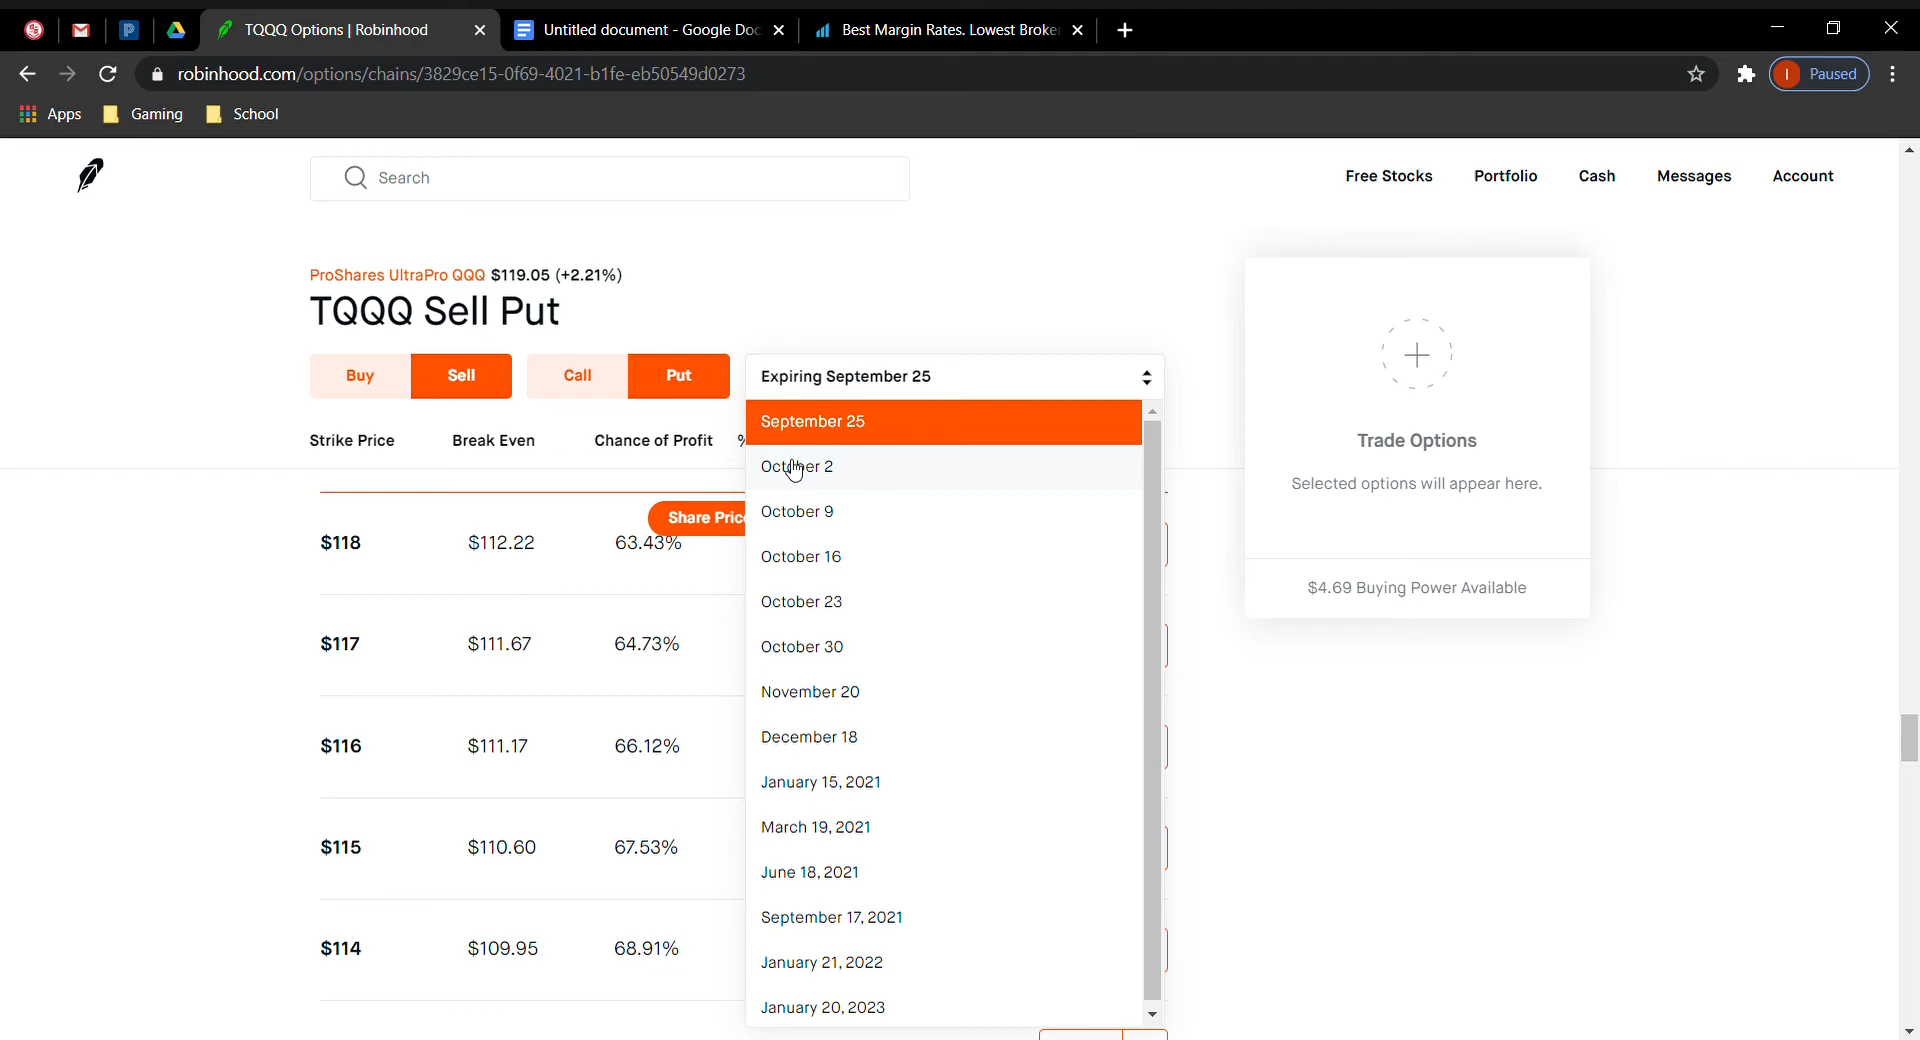 TQQQ Options | Robinhood
Untitled document - Google Doc
Best Margin Rates. Lowest Broke
robinhood.com/options/chains/3829ce15-0f69-4021-b1fe-eb50549d0273
I Paused
Apps Gaming School
Search
Free Stocks Portfolio Cash Messages Account
ProShares UltraPro QQQ $119.05 (+2.21%)
TQQQ Sell Put
Buy Sell Call Put Expiring September 25
Strike Price Break Even Chance of Profit %
September 25
October 2
October 9
October 16
October 23
October 30
November 20
December 18
January 15, 2021
March 19, 2021
June 18, 2021
September 17, 2021
January 21, 2022
January 20, 2023
Share Price
$118 $112.22 63.43%
$117 $111.67 64.73%
$116 $111.17 66.12%
$115 $110.60 67.53%
$114 $109.95 68.91%
Trade Options
Selected options will appear here.
$4.69 Buying Power Available